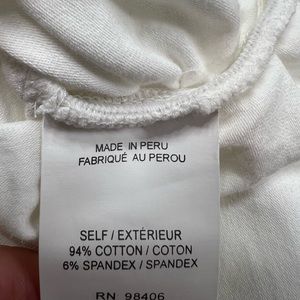 MADE IN PERU
FABRIQUÉ AU PEROU
SELF / EXTÉRIEUR
94% COTTON / COTON
6% SPANDEX / SPANDEX
RN 98406